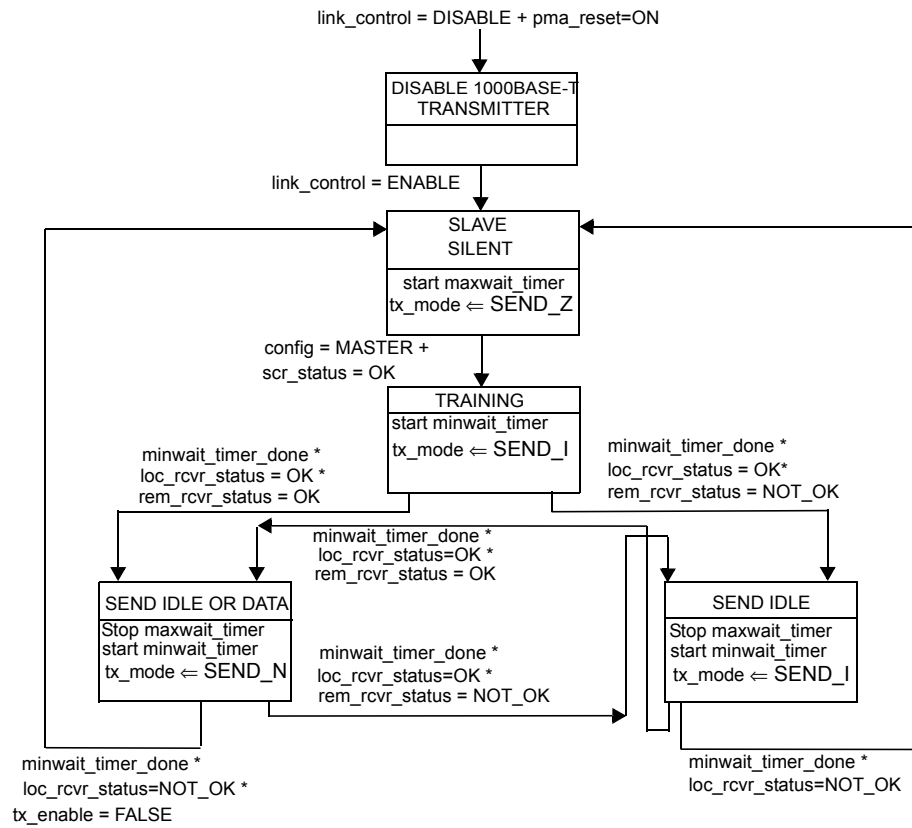 link_control = DISABLE + pma_reset=ON
DISABLE 1000BASE-T
TRANSMITTER
link_control = ENABLE
SLAVE
SILENT
start maxwait_timer
tx_mode ⇐ SEND_Z
config = MASTER +
scr_status = OK
TRAINING
start minwait_timer
tx_mode ⇐ SEND_I
minwait_timer_done *
loc_rcvr_status = OK *
rem_rcvr_status = OK
minwait_timer_done *
loc_rcvr_status = OK*
rem_rcvr_status = NOT_OK
minwait_timer_done *
loc_rcvr_status=OK *
rem_rcvr_status = OK
SEND IDLE OR DATA
Stop maxwait_timer
start minwait_timer
tx_mode ⇐ SEND_N
SEND IDLE
Stop maxwait_timer
start minwait_timer
tx_mode ⇐ SEND_I
minwait_timer_done *
loc_rcvr_status=OK *
rem_rcvr_status = NOT_OK
minwait_timer_done *
loc_rcvr_status=NOT_OK *
tx_enable = FALSE
minwait_timer_done *
loc_rcvr_status=NOT_OK